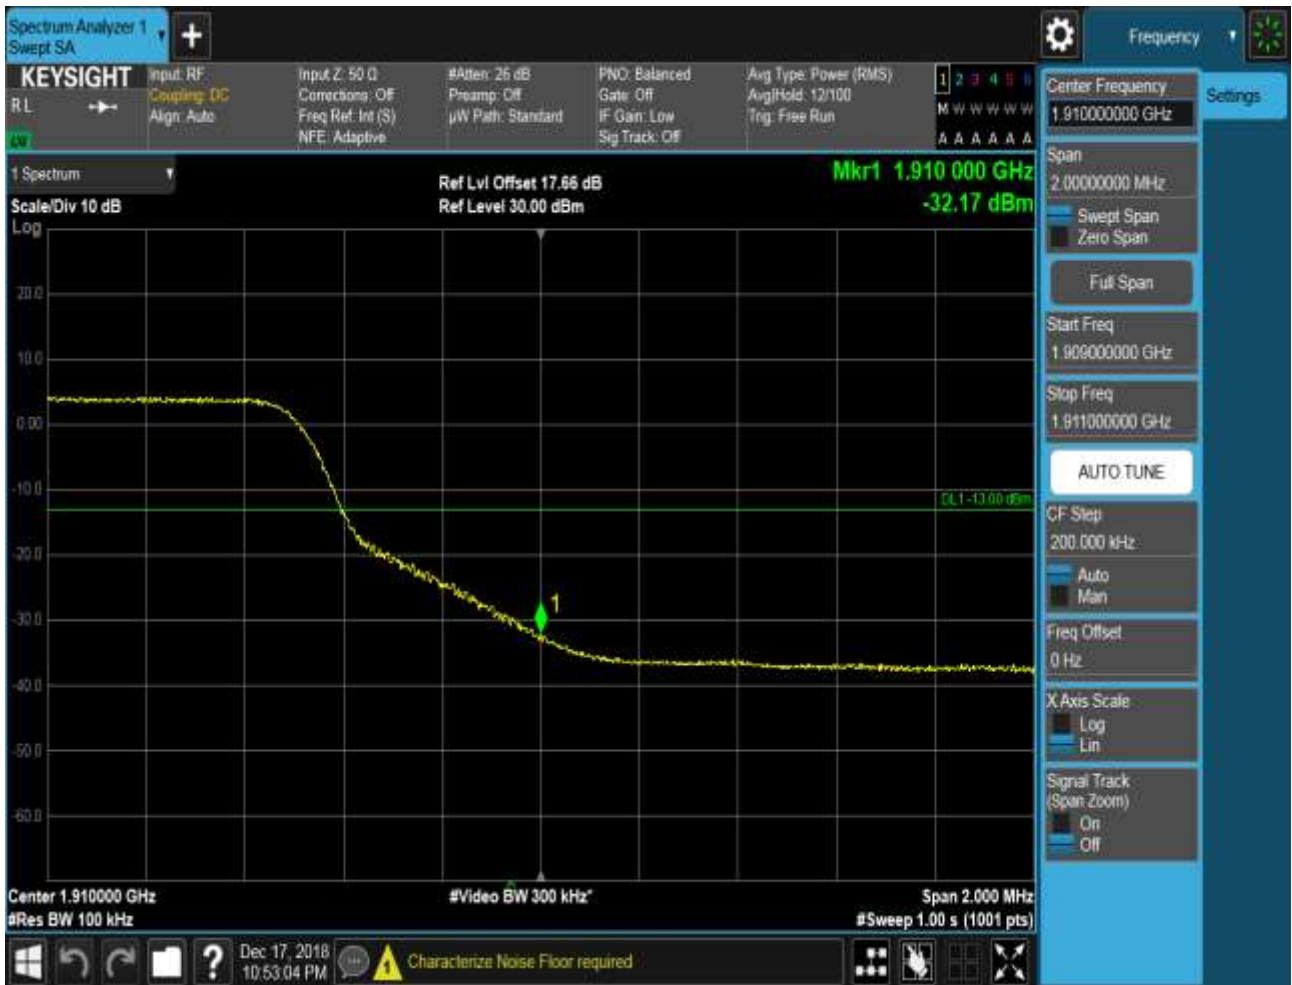 Spectrum Analyzer 1
Swept SA
Frequency
KEYSIGHT
R L
Input: RF
Coupling: DC
Align: Auto
Input Z: 50 Ω
Corrections: Off
Freq Ref: Int (S)
NFE: Adaptive
#Atten: 26 dB
Preamp: Off
µW Path: Standard
PNO: Balanced
Gate: Off
IF Gain: Low
Sig Track: Off
Avg Type: Power (RMS)
Avg|Hold: 12/100
Trig: Free Run
1 2 3 4 5 6
M W W W W W
A A A A A A
1 Spectrum
Scale/Div 10 dB
Log
Ref Lvl Offset 17.66 dB
Ref Level 30.00 dBm
Mkr1 1.910 000 GHz
-32.17 dBm
20.0
10.0
0.00
-10.0
-20.0
-30.0
-40.0
-50.0
-60.0
DL1 -13.00 dBm
1
Center 1.910000 GHz
#Res BW 100 kHz
#Video BW 300 kHz*
Span 2.000 MHz
#Sweep 1.00 s (1001 pts)
Center Frequency
1.910000000 GHz
Settings
Span
2.00000000 MHz
Swept Span
Zero Span
Full Span
Start Freq
1.909000000 GHz
Stop Freq
1.911000000 GHz
AUTO TUNE
CF Step
200.000 kHz
Auto
Man
Freq Offset
0 Hz
X Axis Scale
Log
Lin
Signal Track
(Span Zoom)
On
Off
?
Dec 17, 2018
10:53:04 PM
1
Characterize Noise Floor required